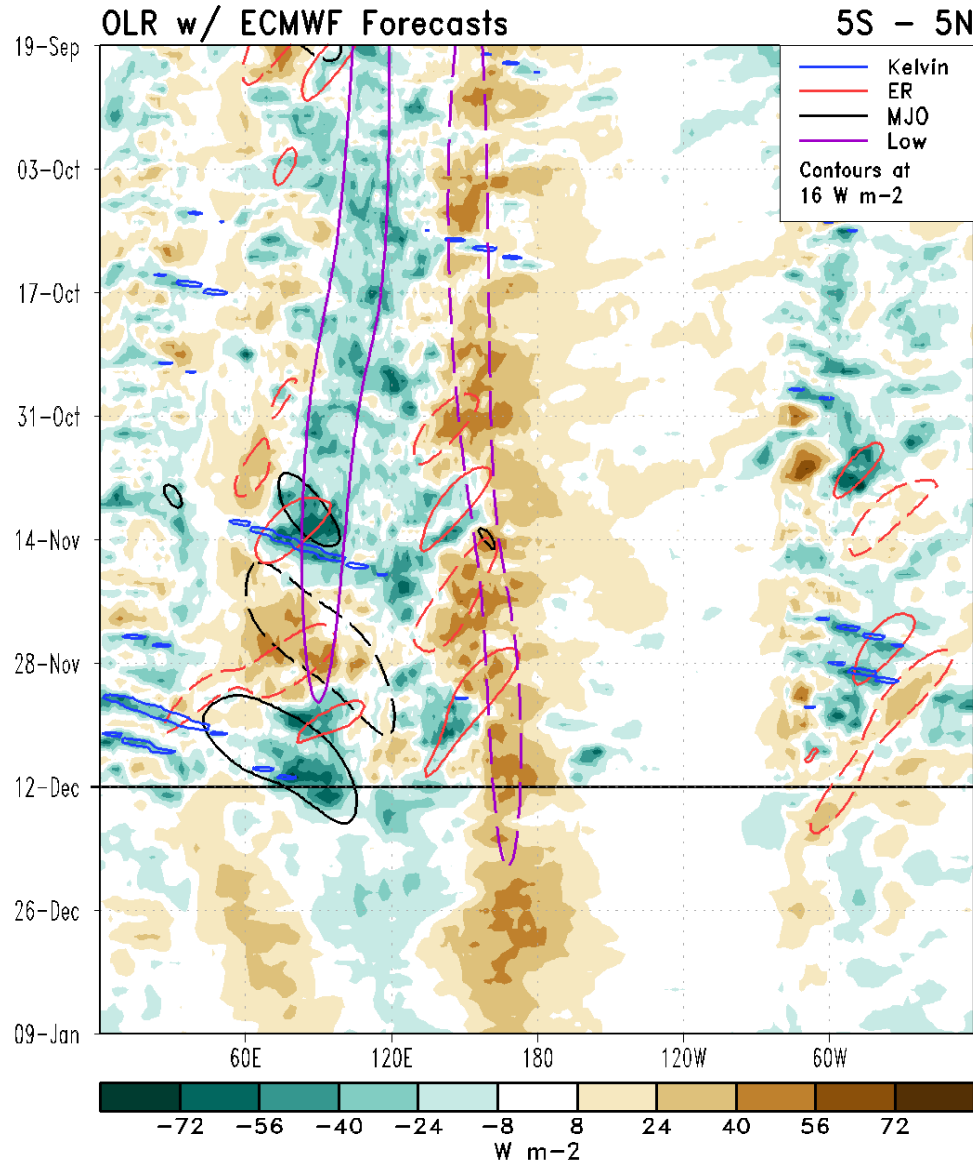 OLR w/ ECMWF Forecasts 5S - 5N
19-Sep
03-Oct
17-Oct
31-Oct
14-Nov
28-Nov
12-Dec
26-Dec
09-Jan
Kelvin
ER
MJO
Low
Contours at
16 W m-2
60E 120E 180 120W 60W
-72 -56 -40 -24 -8 8 24 40 56 72
W m-2